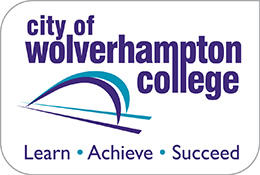 city of
wolverhampton
college
Learn • Achieve • Succeed